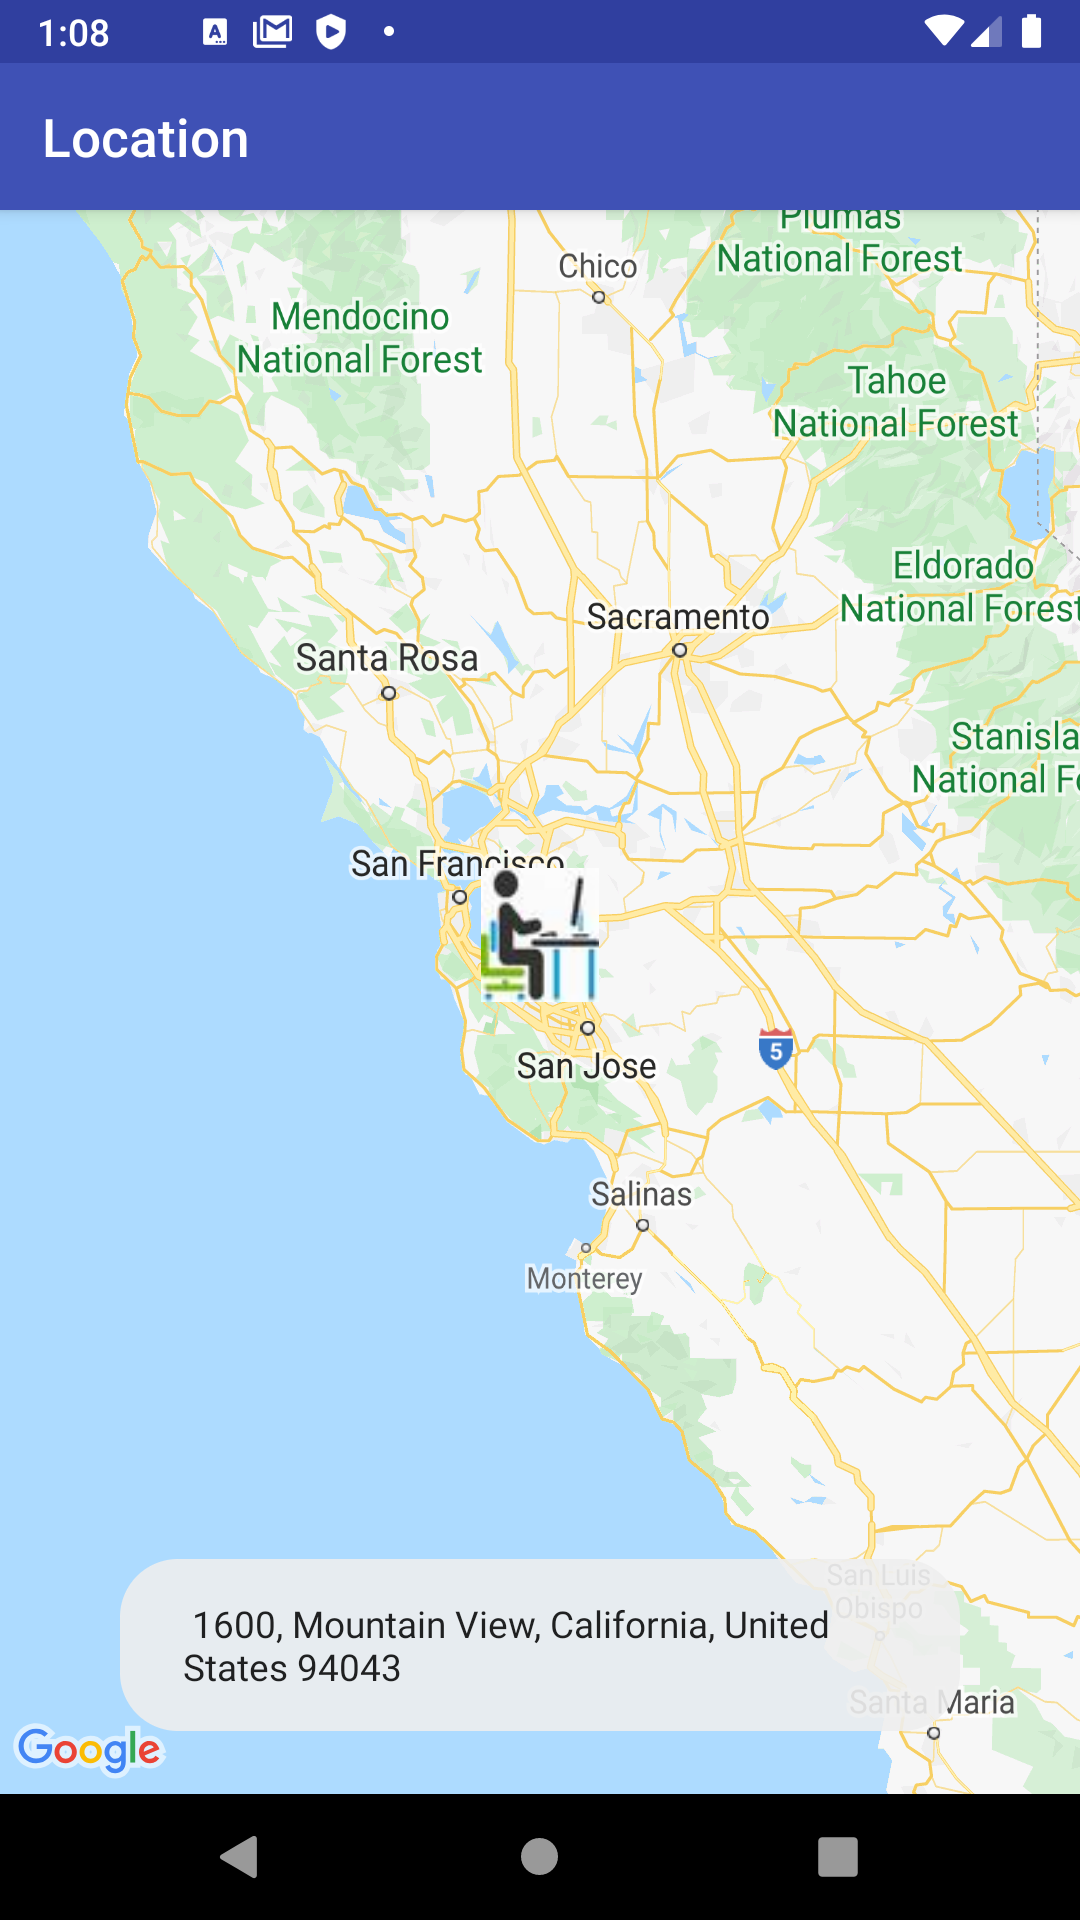 1:08
Location
Plumas
National Forest
Chico
Mendocino
National Forest
Tahoe
National Forest
Eldorado
National Forest
Sacramento
Santa Rosa
Stanisla
National Fo
San Francisco
5
San Jose
Salinas
Monterey
San Luis
Obispo
1600, Mountain View, California, United
States 94043
Santa Maria
Google